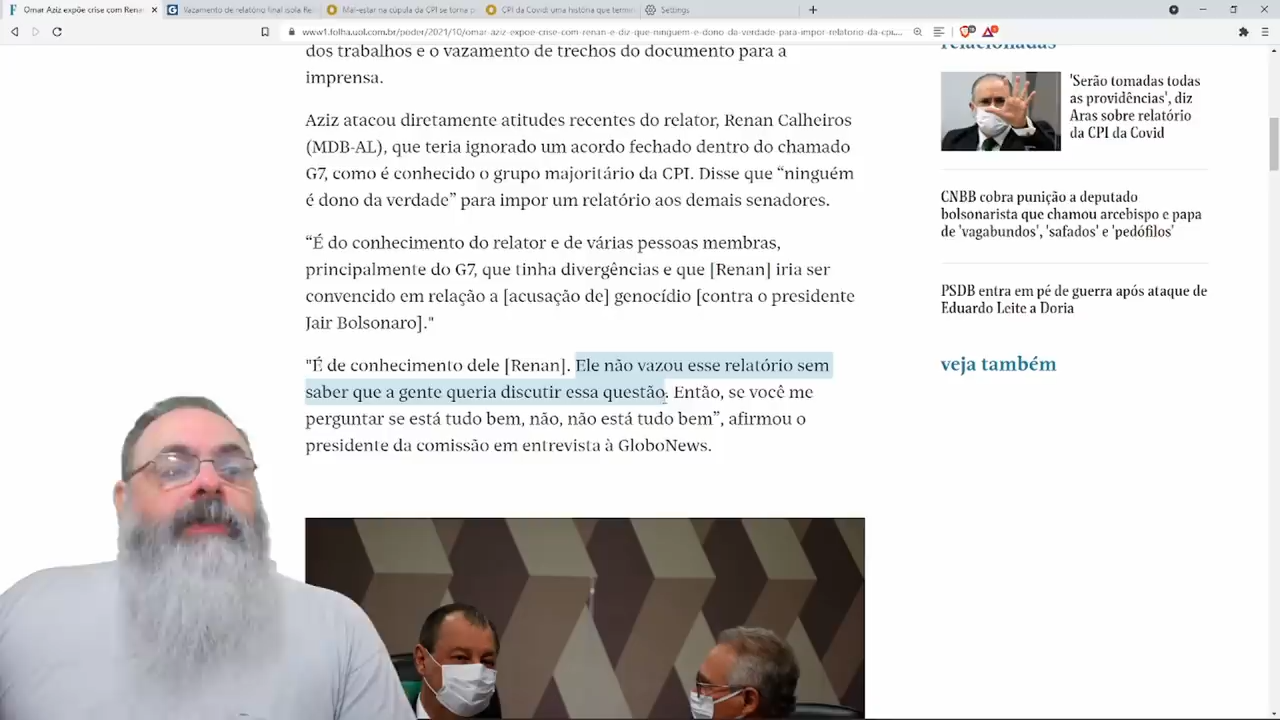 Omar Aziz expõe crise com Renan
Vazamento de relatório final isola Re
Mal-estar na cúpula da CPI se torna p
CPI da Covid: uma história que termin
Settings
www1.folha.uol.com.br/poder/2021/10/omar-aziz-expoe-crise-com-renan-e-diz-que-ninguem-e-dono-da-verdade-para-impor-relatorio-da-cpi....
dos trabalhos e o vazamento de trechos do documento para a
imprensa.
Aziz atacou diretamente atitudes recentes do relator, Renan Calheiros
(MDB-AL), que teria ignorado um acordo fechado dentro do chamado
G7, como é conhecido o grupo majoritário da CPI. Disse que “ninguém
é dono da verdade” para impor um relatório aos demais senadores.
“É do conhecimento do relator e de várias pessoas membras,
principalmente do G7, que tinha divergências e que [Renan] iria ser
convencido em relação a [acusação de] genocídio [contra o presidente
Jair Bolsonaro]."
"É de conhecimento dele [Renan]. Ele não vazou esse relatório sem
saber que a gente queria discutir essa questão. Então, se você me
perguntar se está tudo bem, não, não está tudo bem”, afirmou o
presidente da comissão em entrevista à GloboNews.
relacionadas
'Serão tomadas todas
as providências', diz
Aras sobre relatório
da CPI da Covid
CNBB cobra punição a deputado
bolsonarista que chamou arcebispo e papa
de 'vagabundos', 'safados' e 'pedófilos'
PSDB entra em pé de guerra após ataque de
Eduardo Leite a Doria
veja também